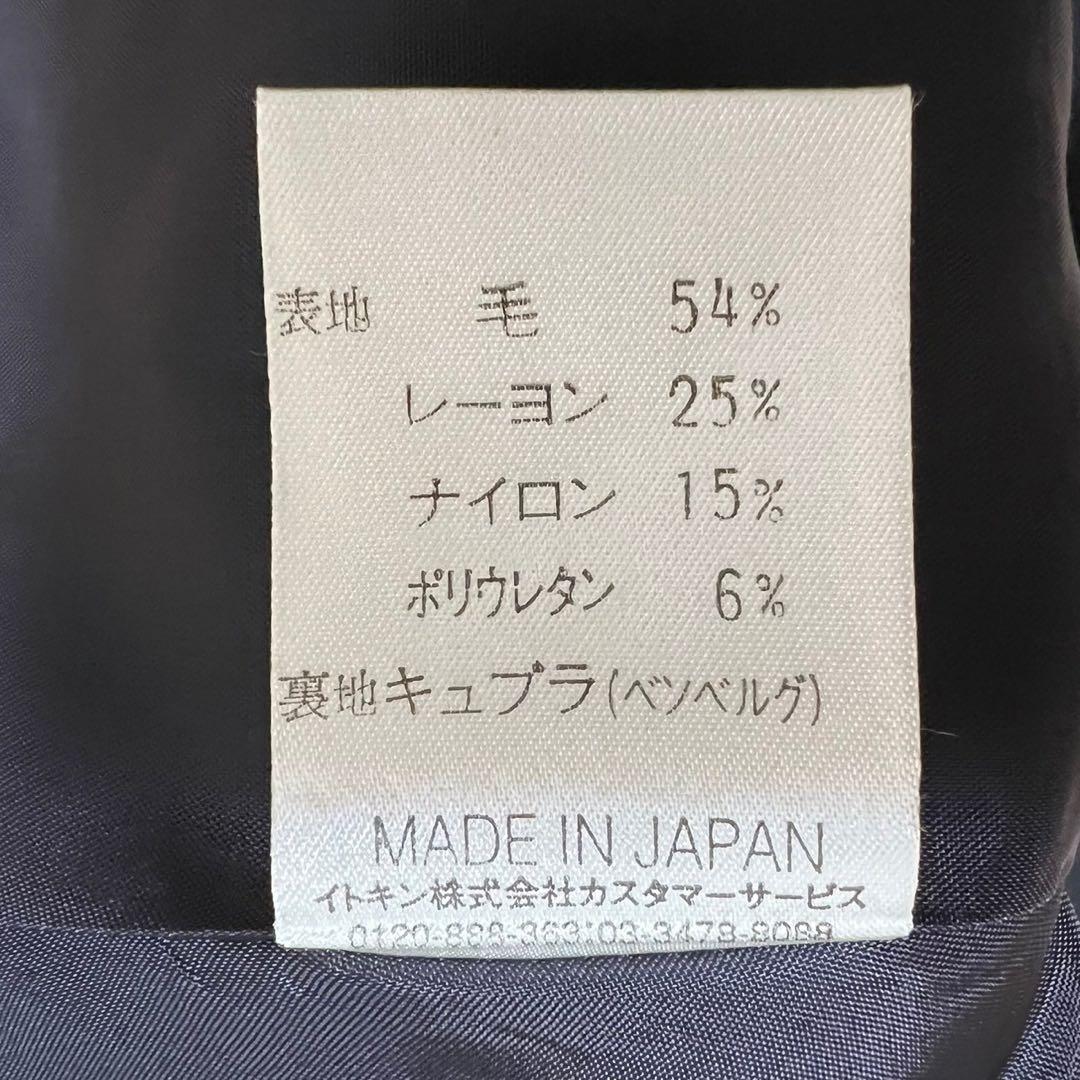 表地 毛 54%
レーヨン 25%
ナイロン 15%
ポリウレタン 6%
裏地キュプラ(ベンベルグ)
MADE IN JAPAN
イトキン株式会社カスタマーサービス